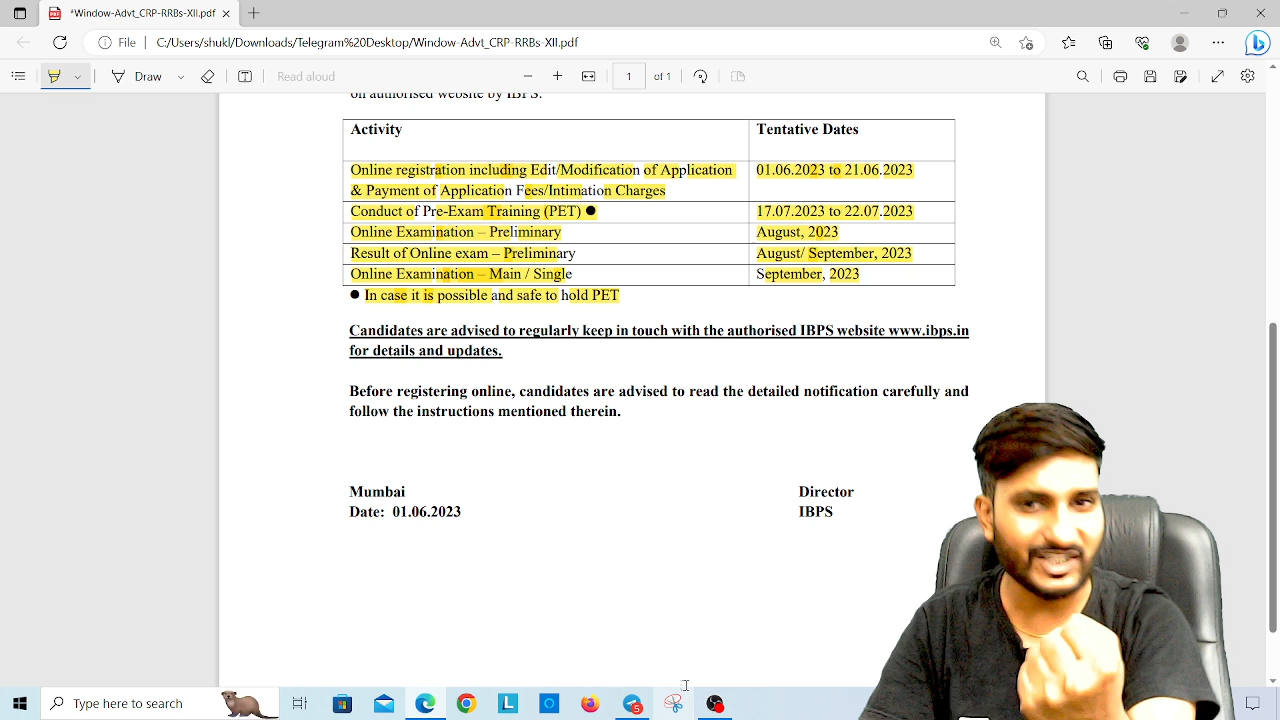 *Window-Advt_CRP-RRBs-XII.pdf
File C:/Users/shukl/Downloads/Telegram%20Desktop/Window-Advt_CRP-RRBs-XII.pdf
Draw Read aloud 1 of 1
on authorised website by IBPS.
Activity Tentative Dates
Online registration including Edit/Modification of Application 01.06.2023 to 21.06.2023
& Payment of Application Fees/Intimation Charges
Conduct of Pre-Exam Training (PET) ● 17.07.2023 to 22.07.2023
Online Examination – Preliminary August, 2023
Result of Online exam – Preliminary August/ September, 2023
Online Examination – Main / Single September, 2023
● In case it is possible and safe to hold PET
Candidates are advised to regularly keep in touch with the authorised IBPS website www.ibps.in
for details and updates.
Before registering online, candidates are advised to read the detailed notification carefully and
follow the instructions mentioned therein.
Mumbai Director
Date: 01.06.2023 IBPS
Type here to search